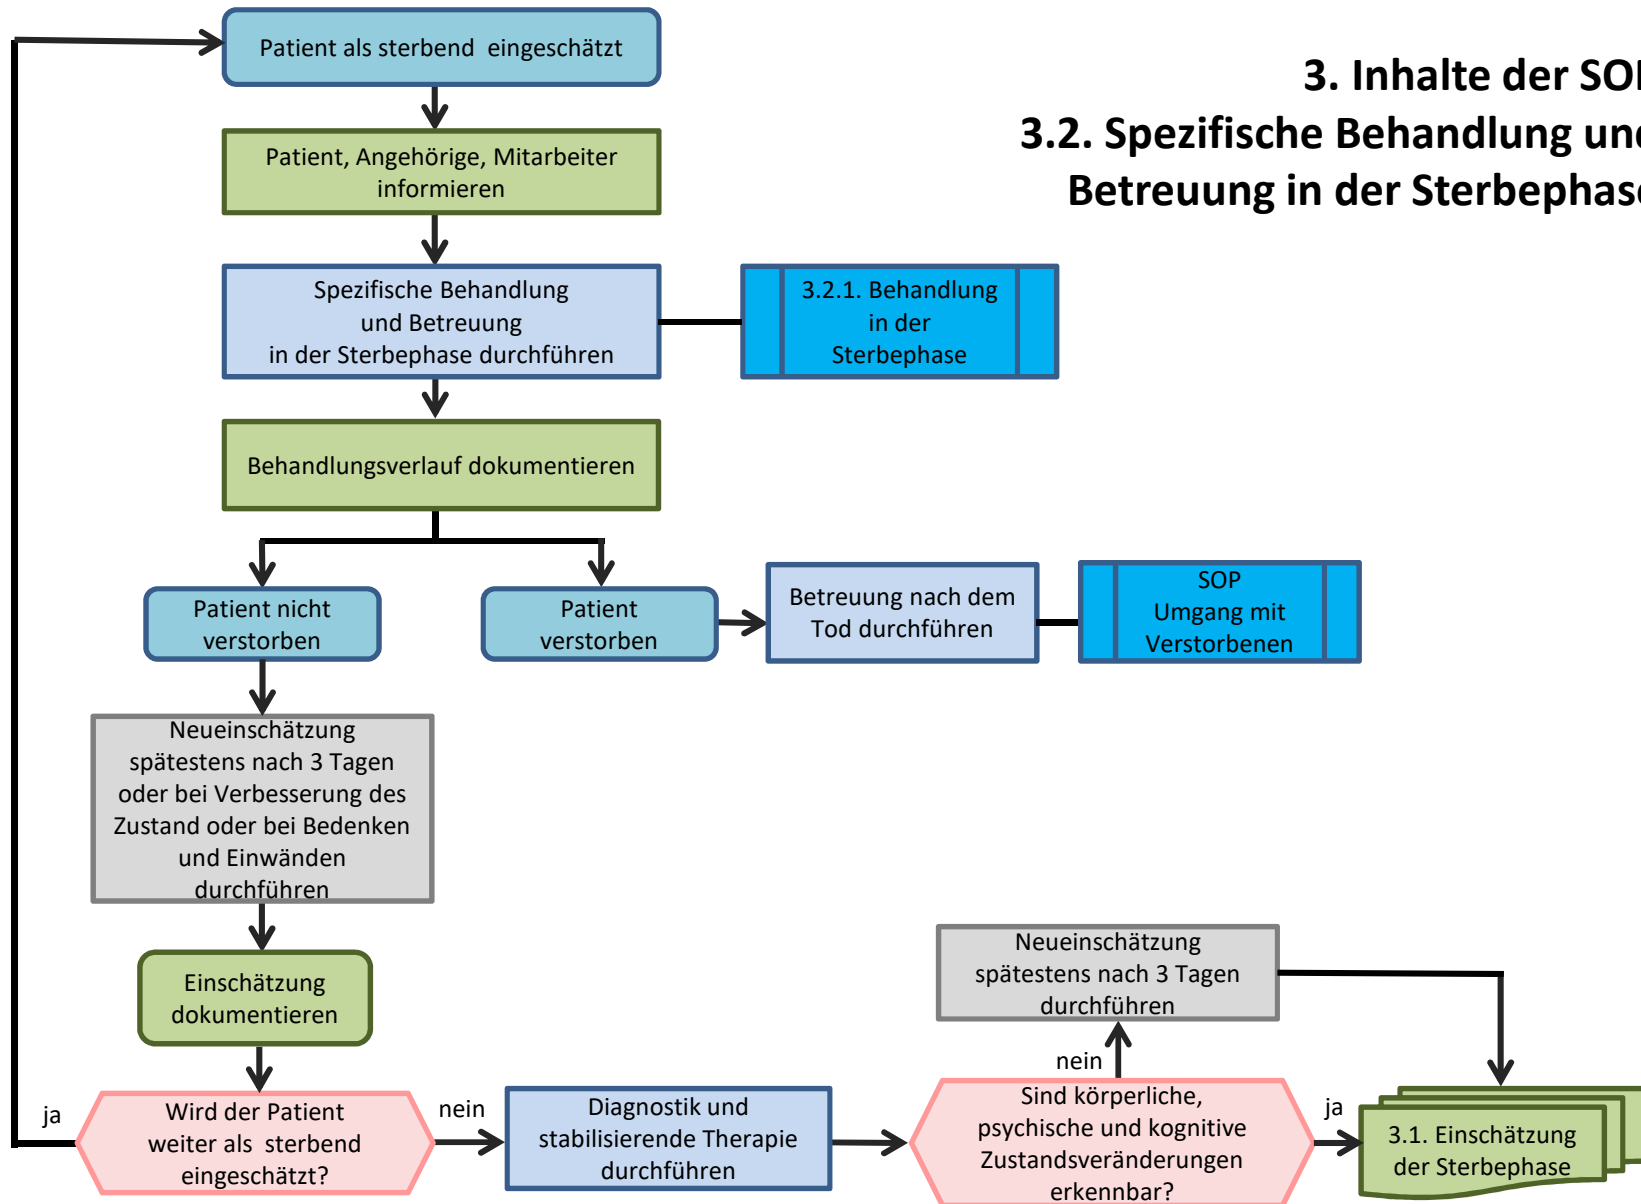 3. Inhalte der SOP
3.2. Spezifische Behandlung und
Betreuung in der Sterbephase
Patient als sterbend  eingeschätzt
Patient, Angehörige, Mitarbeiter
informieren
Spezifische Behandlung
und Betreuung
in der Sterbephase durchführen
3.2.1. Behandlung
in der
Sterbephase
Behandlungsverlauf dokumentieren
Patient nicht
verstorben
Patient
verstorben
Betreuung nach dem
Tod durchführen
SOP
Umgang mit
Verstorbenen
Neueinschätzung
spätestens nach 3 Tagen
oder bei Verbesserung des
Zustand oder bei Bedenken
und Einwänden
durchführen
Einschätzung
dokumentieren
ja
Wird der Patient
weiter als  sterbend
eingeschätzt?
nein
Diagnostik und
stabilisierende Therapie
durchführen
Neueinschätzung
spätestens nach 3 Tagen
durchführen
nein
Sind körperliche,
psychische und kognitive
Zustandsveränderungen
erkennbar?
ja
3.1. Einschätzung
der Sterbephase